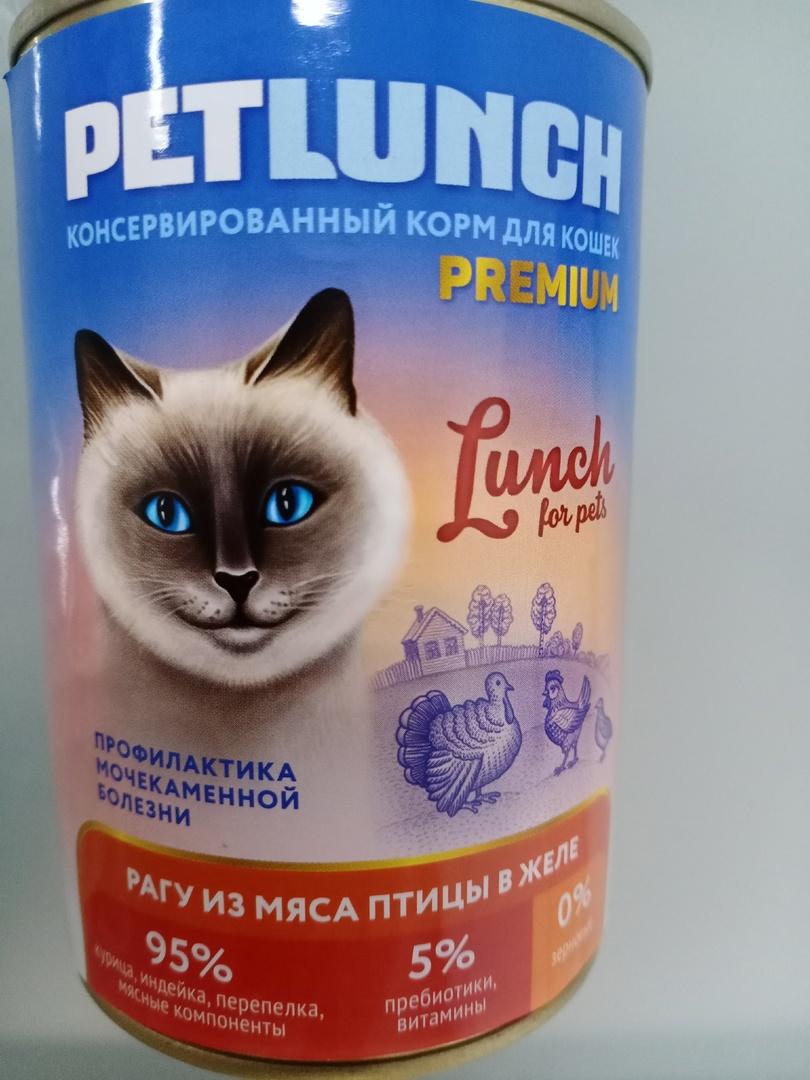 PETLUNCH
КОНСЕРВИРОВАННЫЙ КОРМ ДЛЯ КОШЕК
PREMIUM
Lunch
for pets
ПРОФИЛАКТИКА
МОЧЕКАМЕННОЙ
БОЛЕЗНИ
РАГУ ИЗ МЯСА ПТИЦЫ В ЖЕЛЕ
95%
курица, индейка, перепелка,
мясные компоненты
5%
пребиотики,
витамины
0%